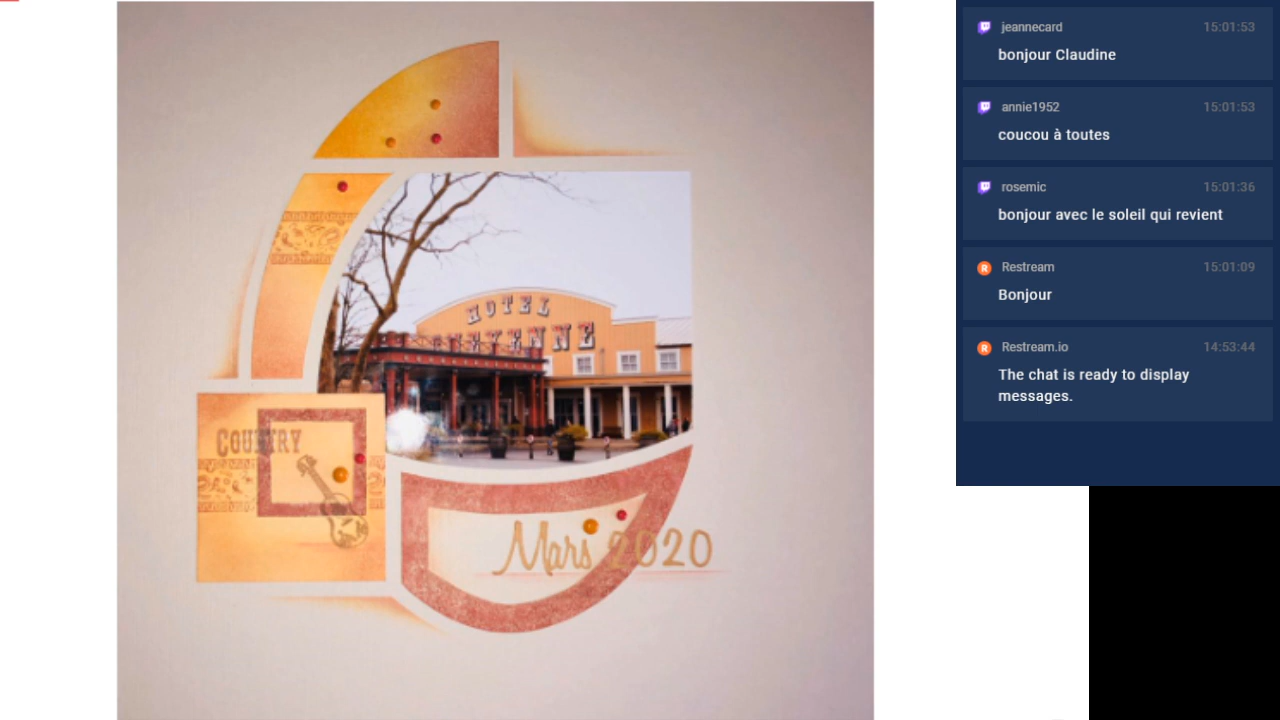 HOTEL
CHEYENNE
COUNTRY
Mars 2020
jeannecard 15:01:53
bonjour Claudine
annie1952 15:01:53
coucou à toutes
rosemic 15:01:36
bonjour avec le soleil qui revient
R Restream 15:01:09
Bonjour
R Restream.io 14:53:44
The chat is ready to display
messages.